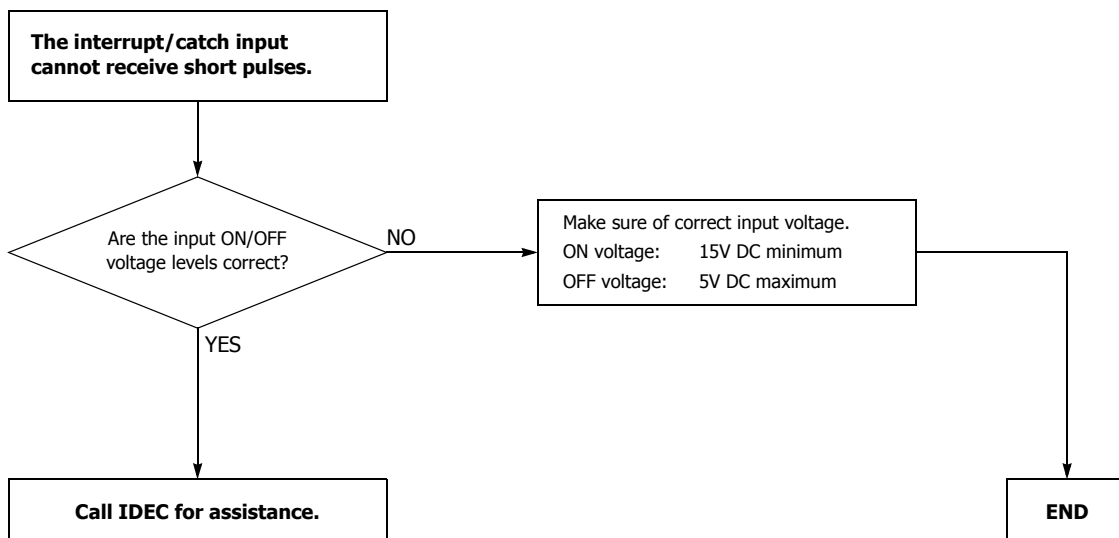 The interrupt/catch input
cannot receive short pulses.
Are the input ON/OFF
voltage levels correct?
NO
Make sure of correct input voltage.
ON voltage: 15V DC minimum
OFF voltage: 5V DC maximum
YES
Call IDEC for assistance.
END